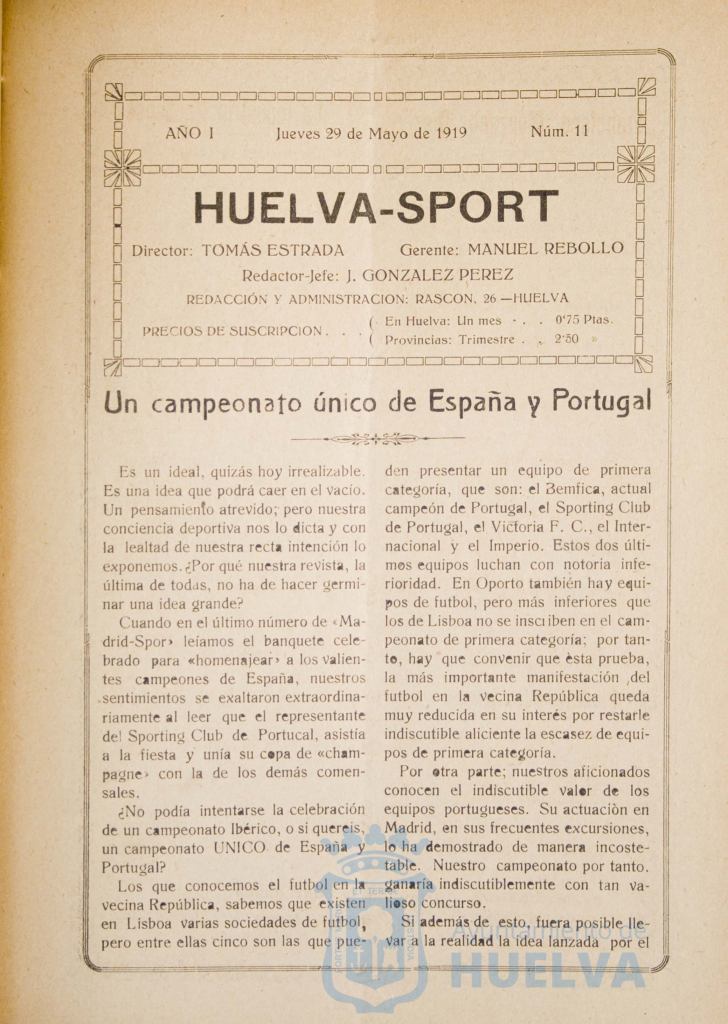 AÑO I Jueves 29 de Mayo de 1919 Núm. 11
HUELVA-SPORT
Director: TOMÁS ESTRADA Gerente: MANUEL REBOLLO
Redactor-Jefe: J. GONZALEZ PEREZ
REDACCIÓN Y ADMINISTRACION: RASCON, 26 —HUELVA
PRECIOS DE SUSCRIPCION . . .
( En Huelva: Un mes - . . 0'75 Ptas.
( Provincias: Trimestre . . 2'50 »
Un campeonato único de España y Portugal
Es un ideal, quizás hoy irrealizable.
Es una idea que podrá caer en el vacío.
Un pensamiento atrevido; pero nuestra
conciencia deportiva nos lo dicta y con
la lealtad de nuestra recta intención lo
exponemos. ¿Por qué nuestra revista, la
última de todas, no ha de hacer germi-
nar una idea grande?
Cuando en el último número de «Ma-
drid-Spor» leíamos el banquete cele-
brado para «homenajear» a los valien-
tes campeones de España, nuestros
sentimientos se exaltaron extraordina-
riamente al leer que el representante
del Sporting Club de Portucal, asistía
a la fiesta y unía su copa de «cham-
pagne» con la de los demás comen-
sales.
¿No podía intentarse la celebración
de un campeonato Ibérico, o si quereis,
un campeonato UNICO de España y
Portugal?
Los que conocemos el futbol en la
vecina República, sabemos que existen
en Lisboa varias sociedades de futbol,
pero entre ellas cinco son las que pue-
den presentar un equipo de primera
categoría, que son: el Bemfica, actual
campeón de Portugal, el Sporting Club
de Portugal, el Victoria F. C., el Inter-
nacional y el Imperio. Estos dos últi-
mos equipos luchan con notoria infe-
rioridad. En Oporto también hay equi-
pos de futbol, pero más inferiores que
los de Lisboa no se inscriben en el cam-
peonato de primera categoría; por tan-
to, hay que convenir que ésta prueba,
la más importante manifestación del
futbol en la vecina República queda
muy reducida en su interés por restarle
indiscutible aliciente la escasez de equi-
pos de primera categoría.
Por otra parte; nuestros aficionados
conocen el indiscutible valor de los
equipos portugueses. Su actuaciòn en
Madrid, en sus frecuentes excursiones,
lo ha demostrado de manera incoste-
table. Nuestro campeonato por tanto.
ganaría indiscutiblemente con tan va-
lioso concurso.
Si además de esto, fuera posible lle-
var a la realidad la idea lanzada por el
Ayuntamiento de
HUELVA